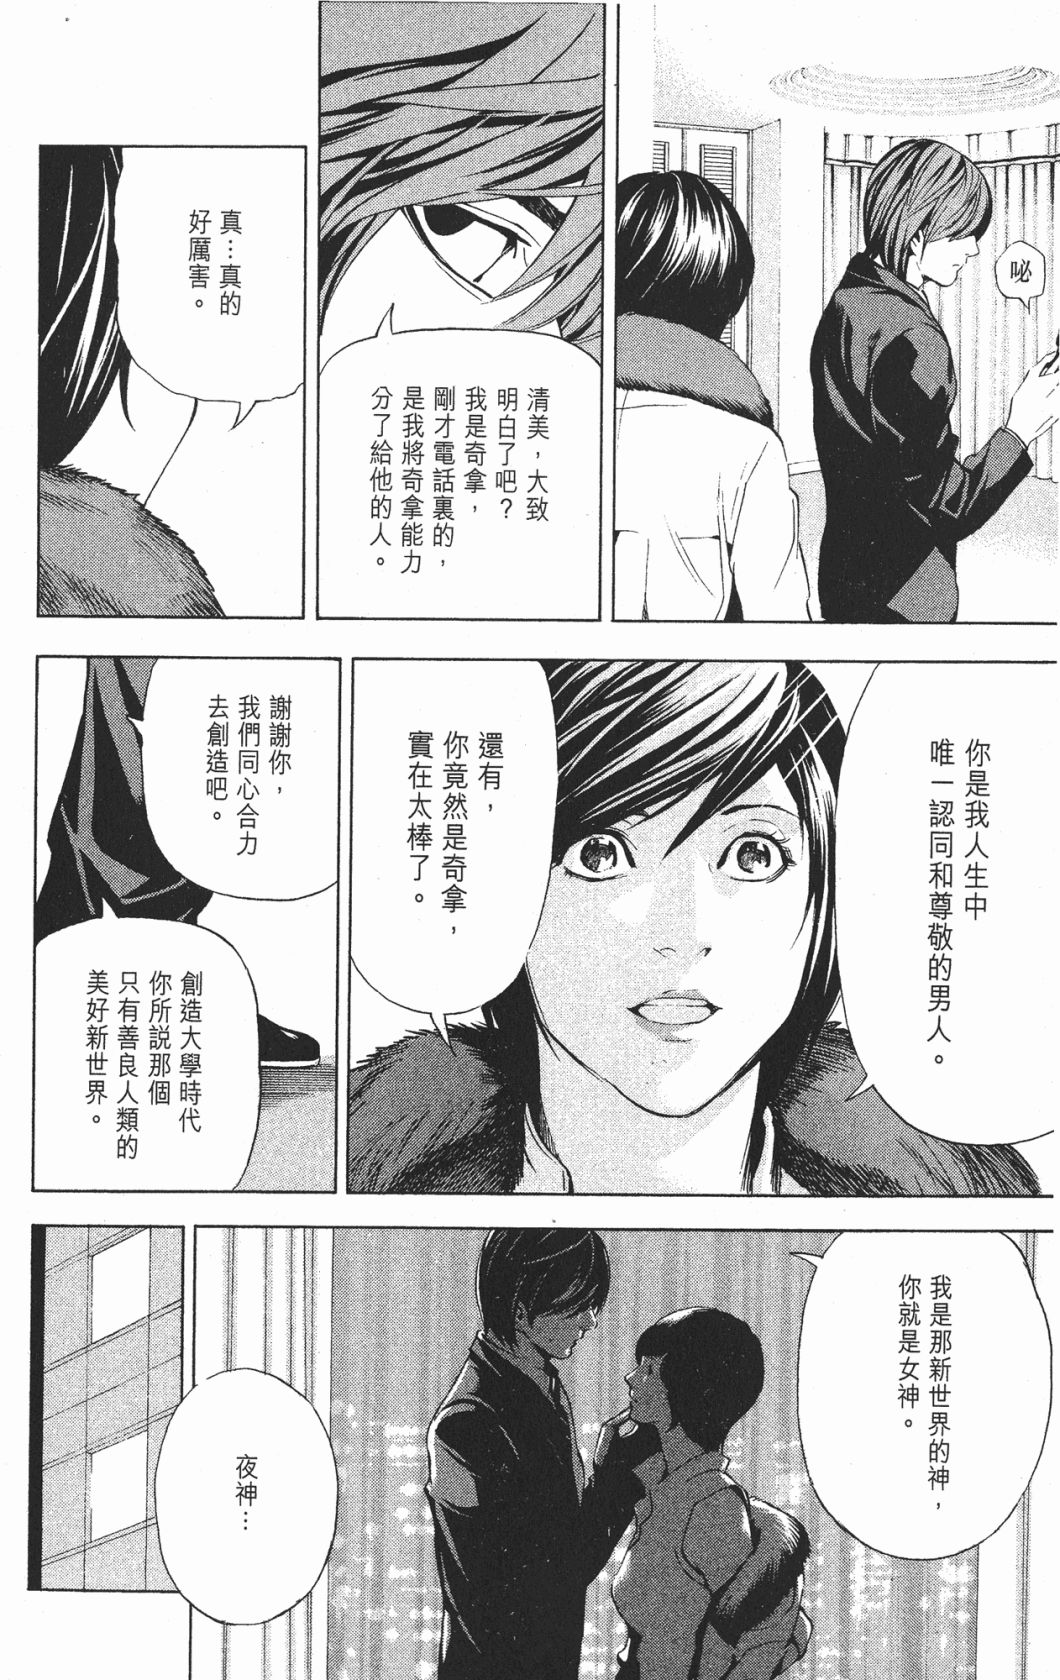 咇
清美，大致
明白了吧？
我是奇拿，
剛才電話裏的，
是我將奇拿能力
分了給他的人。
真…真的
好厲害。
你是我人生中
唯一認同和尊敬的男人。
還有，
你竟然是奇拿，
實在太棒了。
謝謝你，
我們同心合力
去創造吧。
創造大學時代
你所說那個
只有善良人類的
美好新世界。
我是那新世界的神，
你就是女神。
夜神…